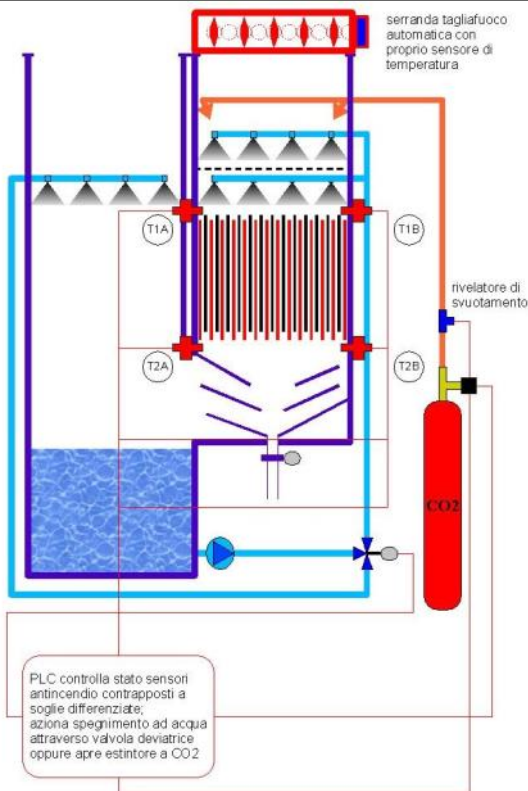 serranda tagliafuoco
automatica con
proprio sensore di
temperatura
T1A
T1B
rivelatore di
svuotamento
T2A
T2B
CO2
PLC controlla stato sensori
antincendio contrapposti a
soglie differenziate;
aziona spegnimento ad acqua
attraverso valvola deviatrice
oppure apre estintore a CO2